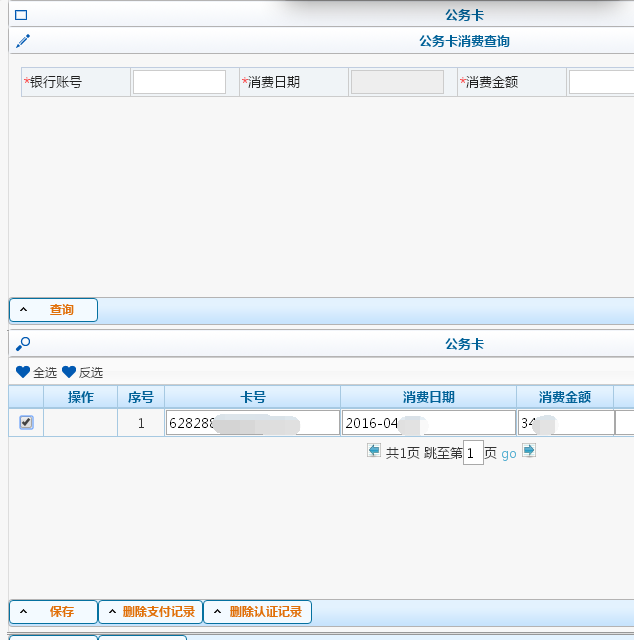 公务卡
公务卡消费查询
*银行账号 *消费日期 *消费金额
查询
公务卡
全选 反选
操作 序号 卡号 消费日期 消费金额
1 628288 2016-04 34
共1页 跳至第1页 go
保存 删除支付记录 删除认证记录